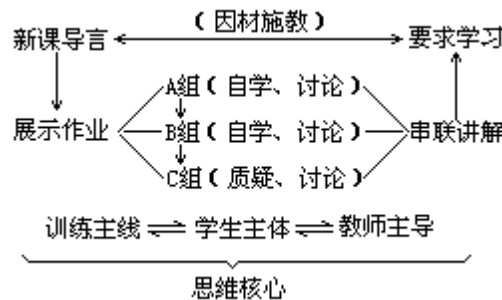 （因材施教）
新课导言 要求学习
A组（自学、讨论）
展示作业 B组（自学、讨论） 串联讲解
C组（质疑、讨论）
训练主线 学生主体 教师主导
思维核心